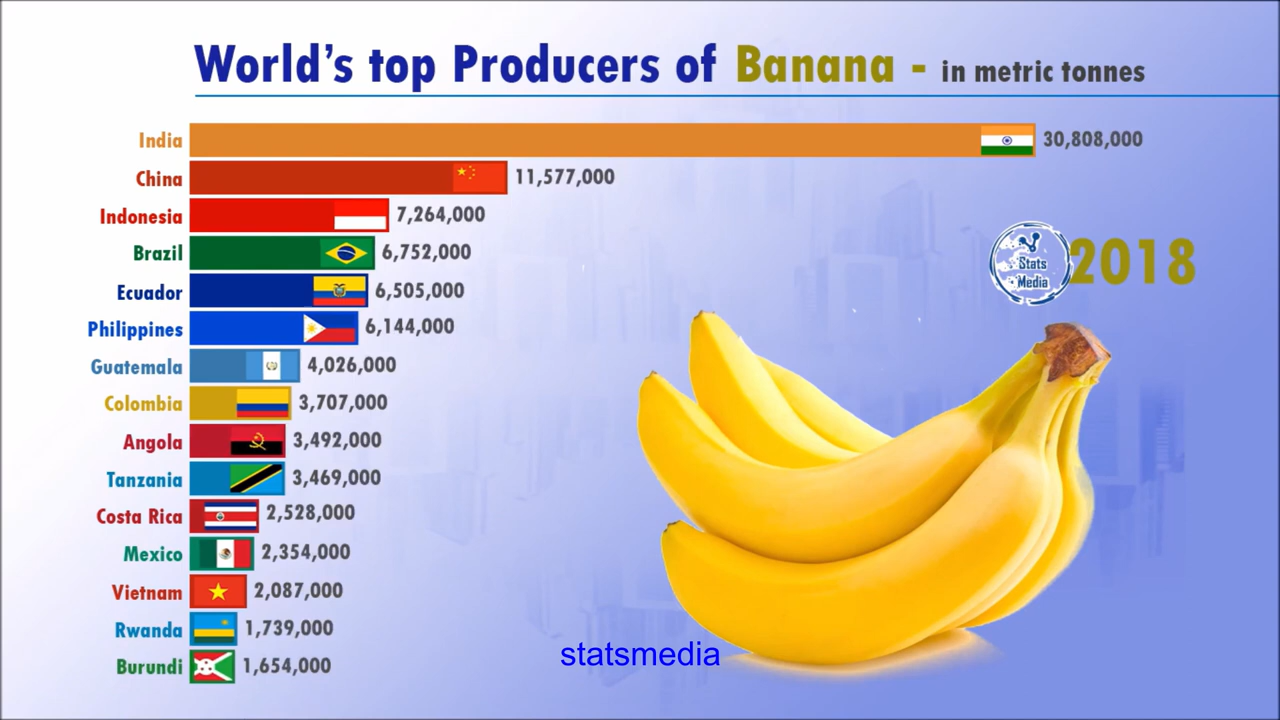 World's top Producers of Banana - in metric tonnes
India 30,808,000
China 11,577,000
Indonesia 7,264,000
Brazil 6,752,000
Ecuador 6,505,000
Philippines 6,144,000
Guatemala 4,026,000
Colombia 3,707,000
Angola 3,492,000
Tanzania 3,469,000
Costa Rica 2,528,000
Mexico 2,354,000
Vietnam 2,087,000
Rwanda 1,739,000
Burundi 1,654,000
Stats
Media
2018
statsmedia